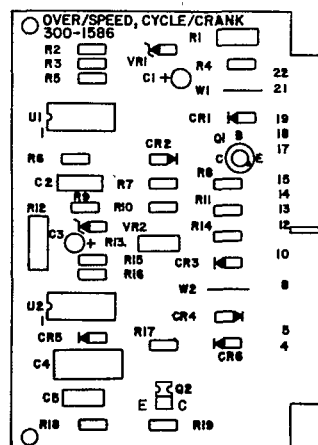 OVER/SPEED, CYCLE/CRANK
300-1586
R1
R2
R3
VR1
R4
R5
C1 +
22
W1
21
U1
CR1
19
1
Q1 B
18
17
CR2
C
E
R6
R8
C2
R7
15
R9
14
R12
R10
R11
13
C3 +
VR2
R13
R14
12
R15
CR3
10
R16
W2
8
U2
1
CR4
CR5
R17
5
C4
CR6
4
Q2
C5
E C
R18
R19